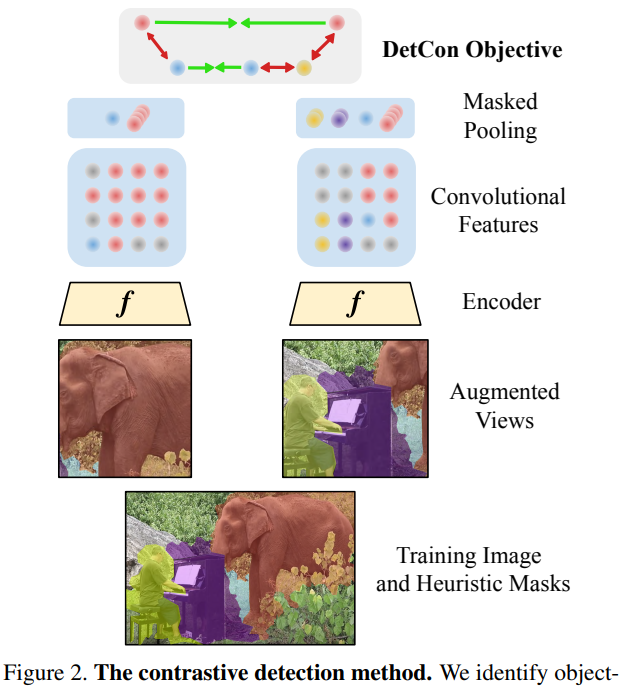 DetCon Objective
Masked
Pooling
Convolutional
Features
f
f
Encoder
Augmented
Views
Training Image
and Heuristic Masks
Figure 2. The contrastive detection method. We identify object-